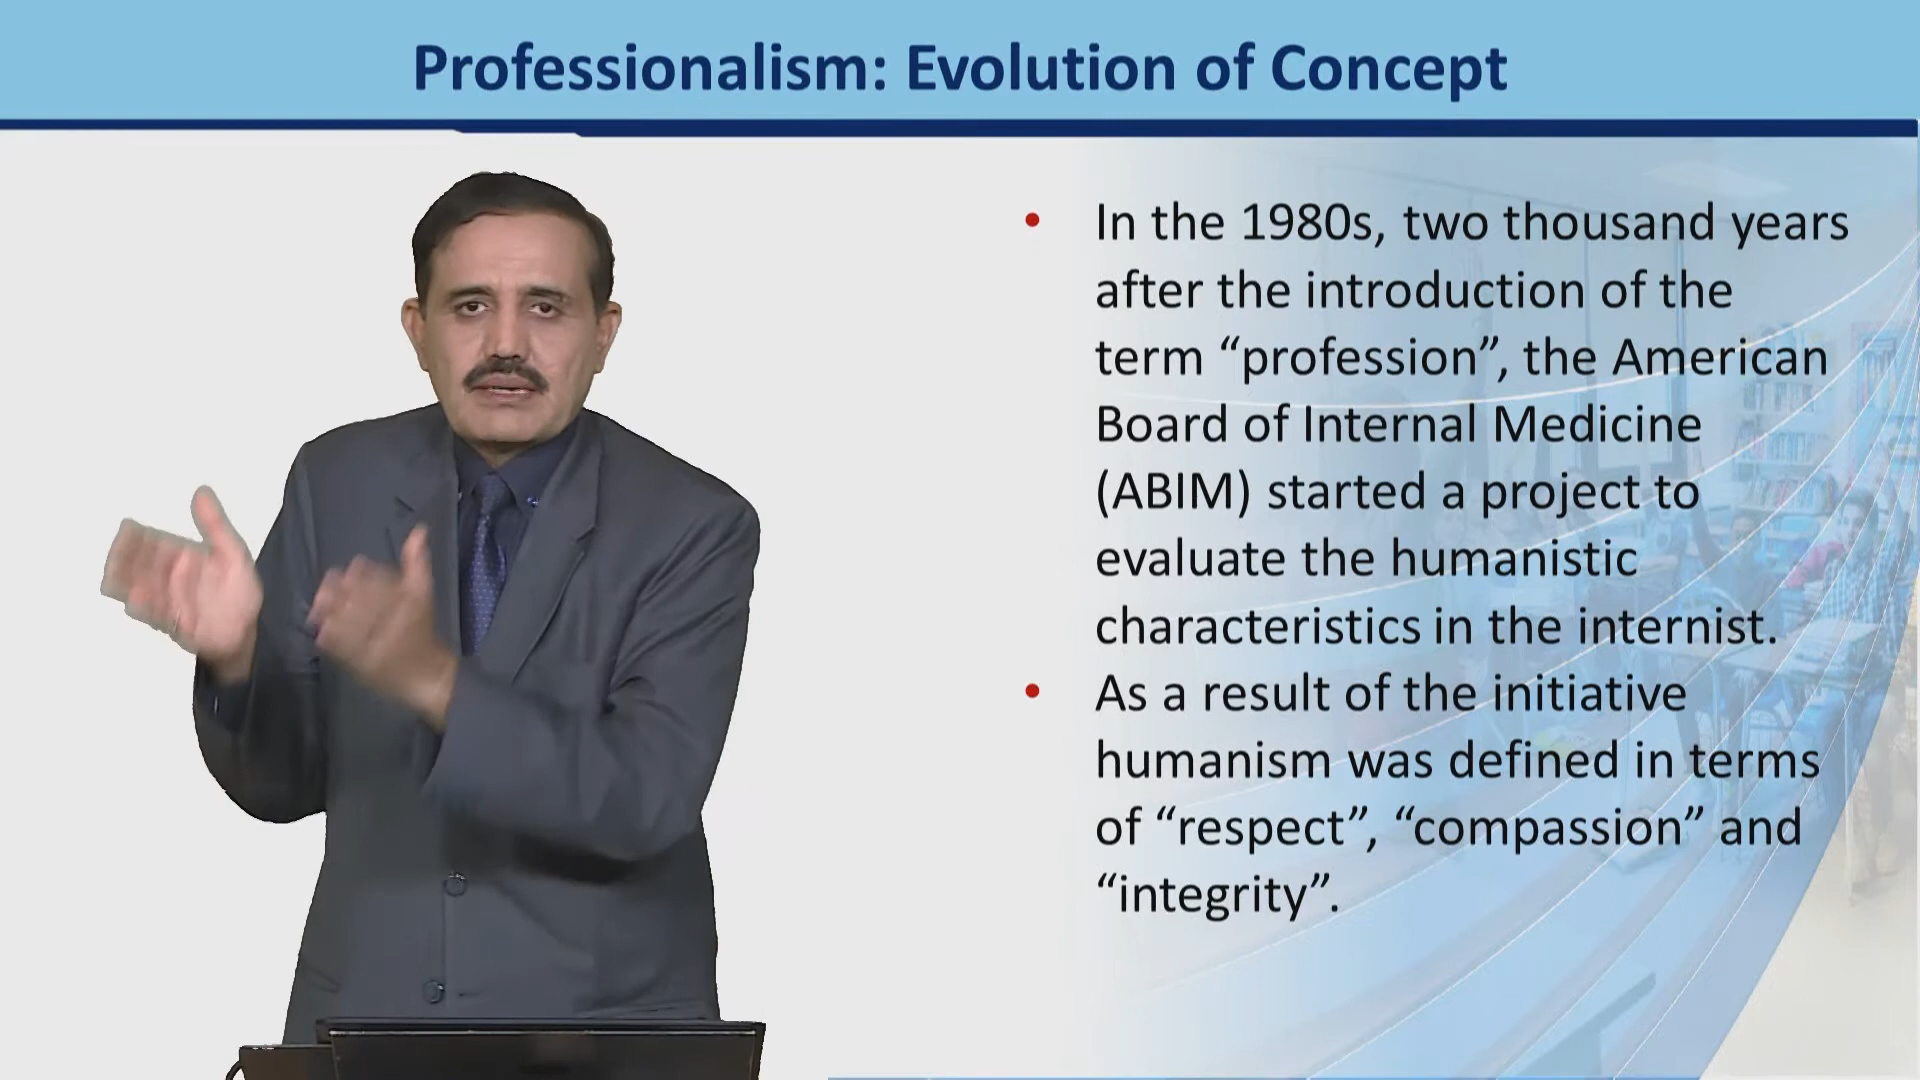 Professionalism: Evolution of Concept
• In the 1980s, two thousand years
after the introduction of the
term “profession”, the American
Board of Internal Medicine
(ABIM) started a project to
evaluate the humanistic
characteristics in the internist.
• As a result of the initiative
humanism was defined in terms
of “respect”, “compassion” and
“integrity”.